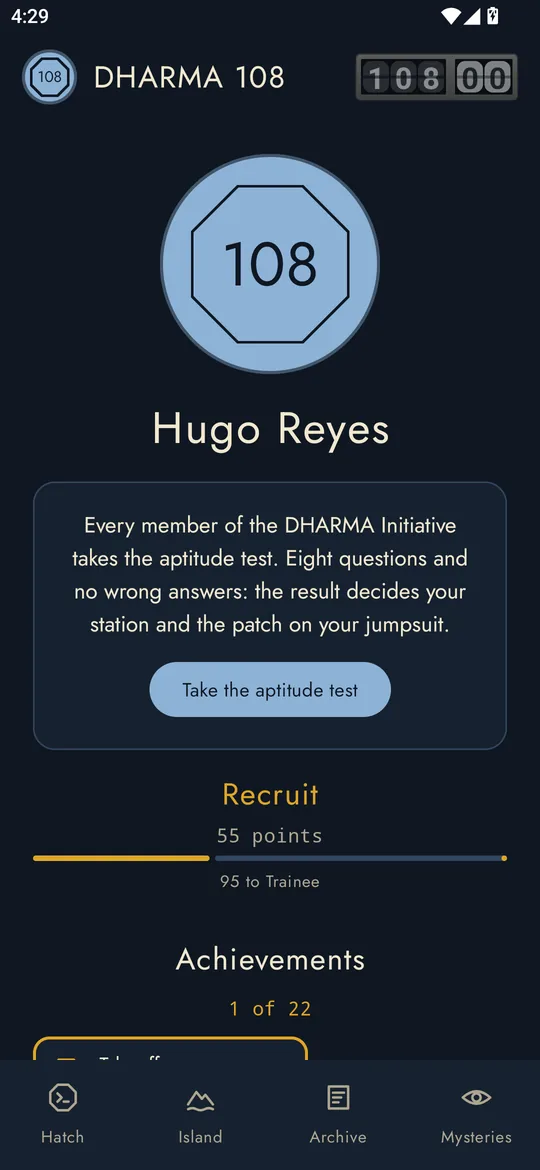 4:29
108
DHARMA 108
108 00
108
Hugo Reyes
Every member of the DHARMA Initiative
takes the aptitude test. Eight questions and
no wrong answers: the result decides your
station and the patch on your jumpsuit.
Take the aptitude test
Recruit
55 points
95 to Trainee
Achievements
1 of 22
Hatch
Island
Archive
Mysteries